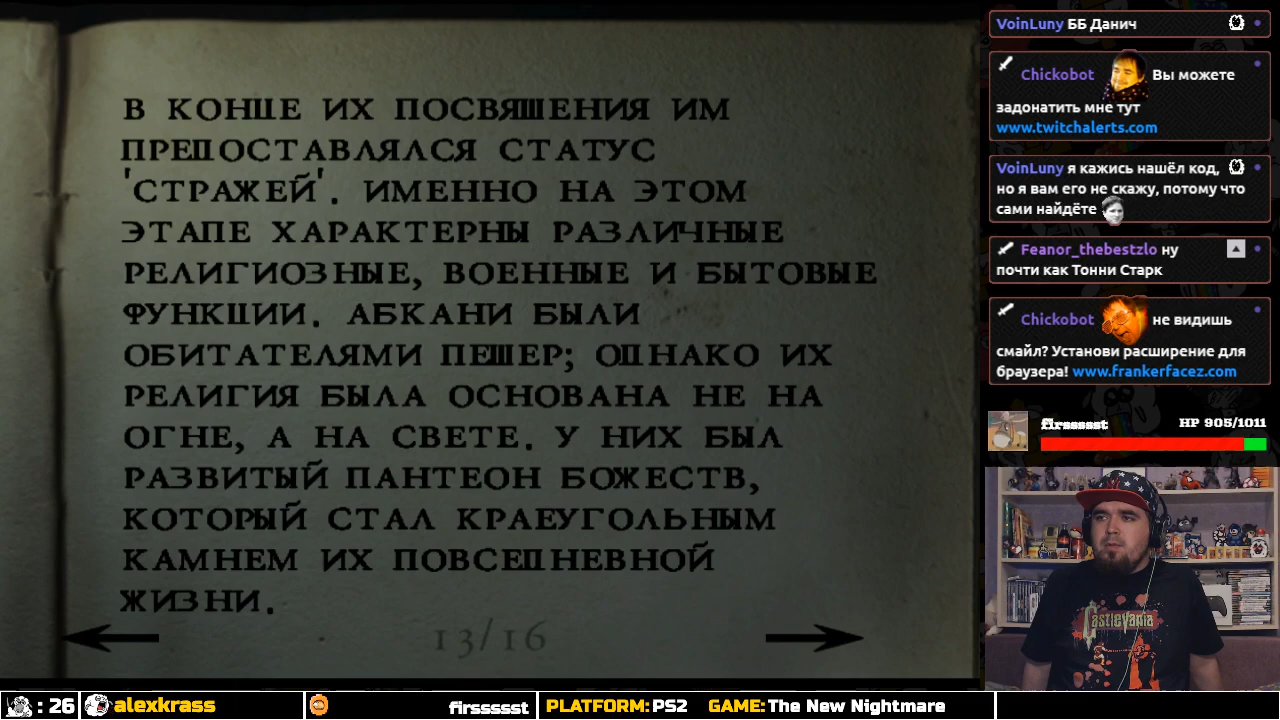 В КОНЦЕ ИХ ПОСВЯЩЕНИЯ ИМ
ПРЕДОСТАВЛЯЛСЯ СТАТУС
'СТРАЖЕЙ'. ИМЕННО НА ЭТОМ
ЭТАПЕ ХАРАКТЕРНЫ РАЗЛИЧНЫЕ
РЕЛИГИОЗНЫЕ, ВОЕННЫЕ И БЫТОВЫЕ
ФУНКЦИИ. АБКАНИ БЫЛИ
ОБИТАТЕЛЯМИ ПЕЩЕР; ОДНАКО ИХ
РЕЛИГИЯ БЫЛА ОСНОВАНА НЕ НА
ОГНЕ, А НА СВЕТЕ. У НИХ БЫЛ
РАЗВИТЫЙ ПАНТЕОН БОЖЕСТВ,
КОТОРЫЙ СТАЛ КРАЕУГОЛЬНЫМ
КАМНЕМ ИХ ПОВСЕДНЕВНОЙ
ЖИЗНИ.
13/16
VoinLuny ББ Данич
Chickobot Вы можете
задонатить мне тут
www.twitchalerts.com
VoinLuny я кажись нашёл код,
но я вам его не скажу, потому что
сами найдёте
Feanor_thebestzlo ну
почти как Тонни Старк
Chickobot не видишь
смайл? Установи расширение для
браузера! www.frankerfacez.com
firssssst HP 905/1011
Castlevania
: 26 alexkrass firssssst PLATFORM: PS2 GAME: The New Nightmare